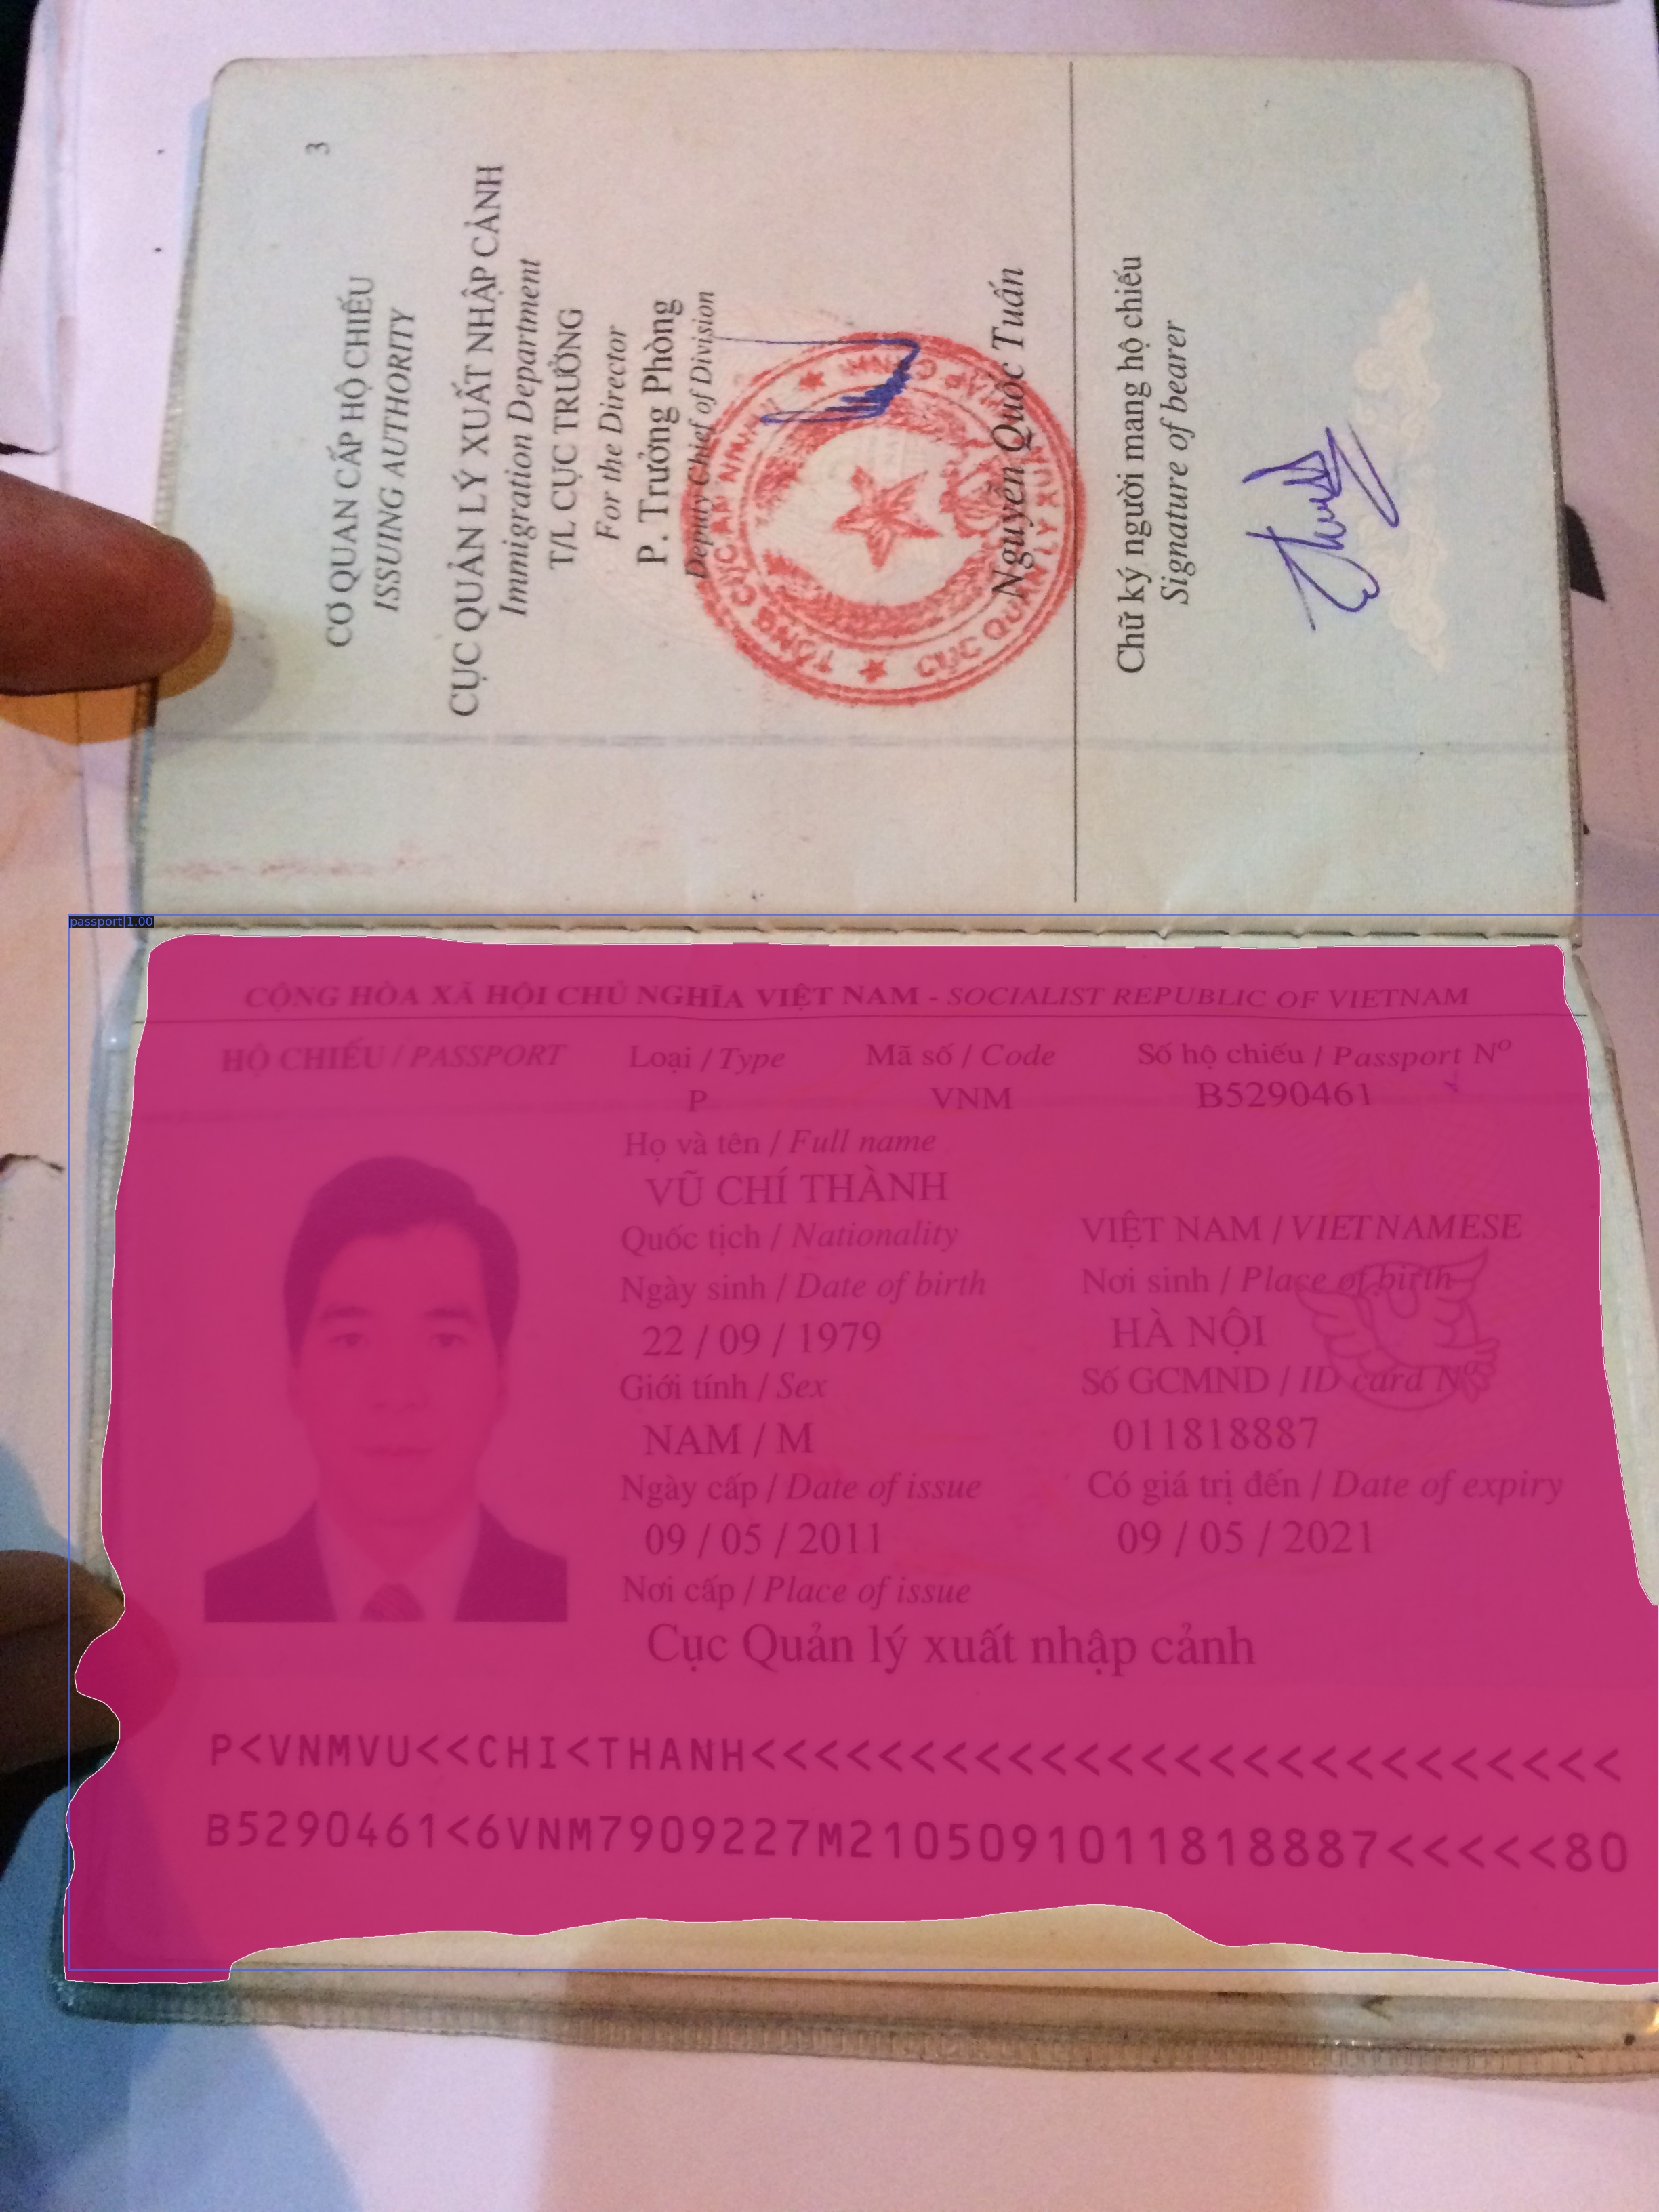 3
CƠ QUAN CẤP HỘ CHIẾU
ISSUING AUTHORITY
CỤC QUẢN LÝ XUẤT NHẬP CẢNH
Immigration Department
T/L CỤC TRƯỞNG
For the Director
P. Trưởng Phòng
Deputy Chief of Division
Nguyễn Quốc Tuấn
Chữ ký người mang hộ chiếu
Signature of bearer
passport|1.00
CỘNG HÒA XÃ HỘI CHỦ NGHĨA VIỆT NAM - SOCIALIST REPUBLIC OF VIETNAM
HỘ CHIẾU / PASSPORT Loại / Type Mã số / Code Số hộ chiếu / Passport Nº
P VNM B5290461
Họ và tên / Full name
VŨ CHÍ THÀNH
Quốc tịch / Nationality VIỆT NAM / VIETNAMESE
Ngày sinh / Date of birth Nơi sinh / Place of birth
22 / 09 / 1979 HÀ NỘI
Giới tính / Sex Số GCMND / ID card Nº
NAM / M 011818887
Ngày cấp / Date of issue Có giá trị đến / Date of expiry
09 / 05 / 2011 09 / 05 / 2021
Nơi cấp / Place of issue
Cục Quản lý xuất nhập cảnh
P<VNMVU<<CHI<THANH<<<<<<<<<<<<<<<<<<<<<<<<<<
B5290461<6VNM7909227M2105091011818887<<<<<80